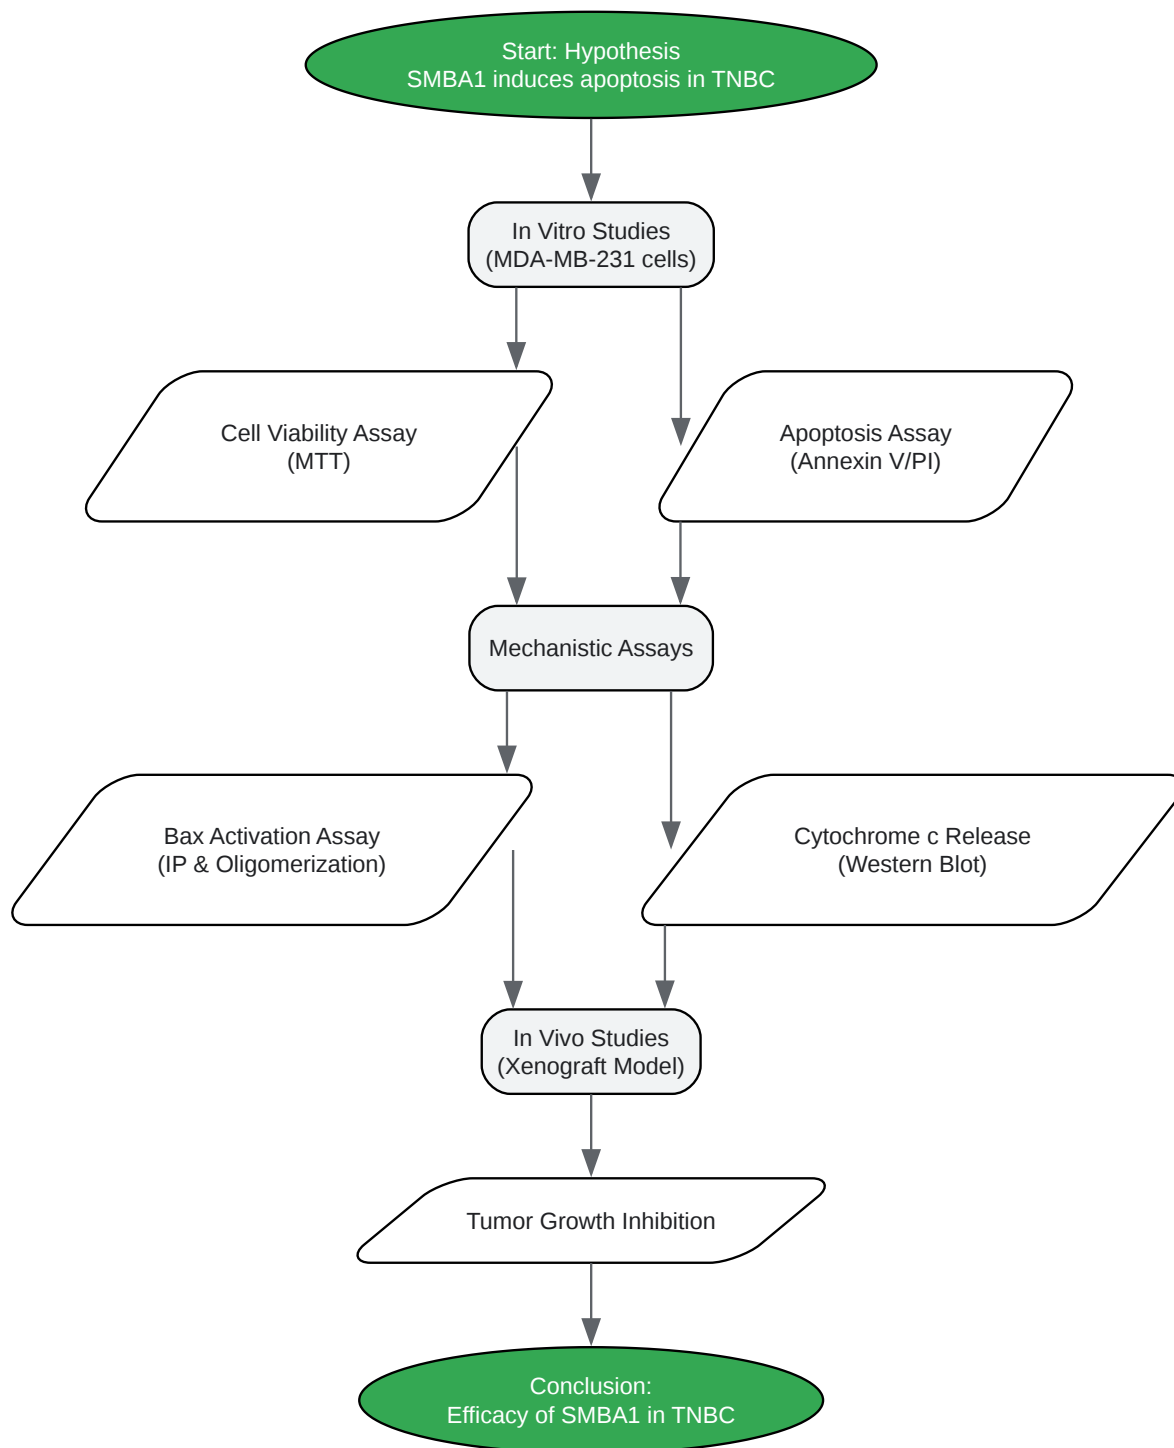 Start: Hypothesis
SMBA1 induces apoptosis in TNBC
In Vitro Studies
(MDA-MB-231 cells)
Cell Viability Assay
(MTT)
Apoptosis Assay
(Annexin V/PI)
Mechanistic Assays
Bax Activation Assay
(IP & Oligomerization)
Cytochrome c Release
(Western Blot)
In Vivo Studies
(Xenograft Model)
Tumor Growth Inhibition
Conclusion:
Efficacy of SMBA1 in TNBC